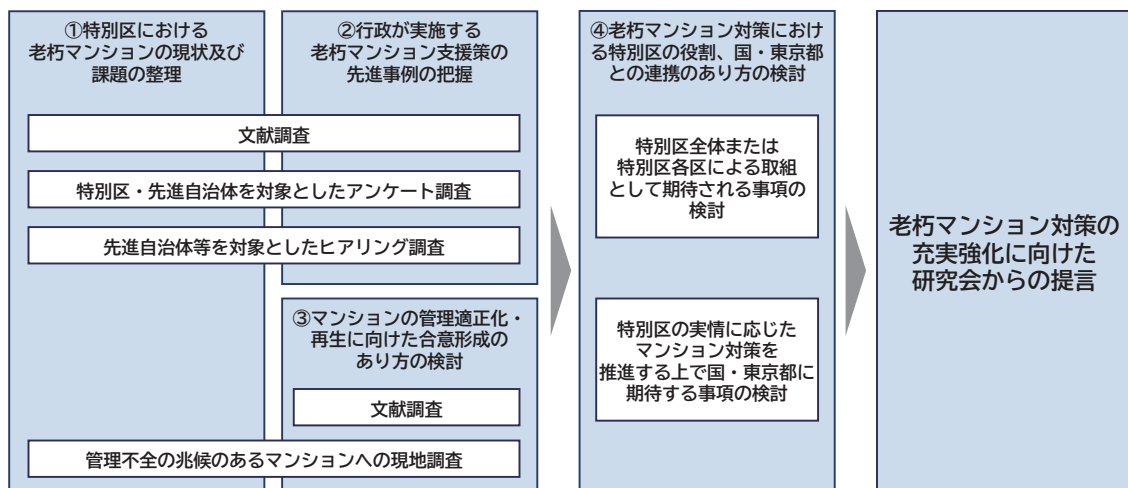 ①特別区における
老朽マンションの現状及び
課題の整理
②行政が実施する
老朽マンション支援策の
先進事例の把握
文献調査
特別区・先進自治体を対象としたアンケート調査
先進自治体等を対象としたヒアリング調査
③マンションの管理適正化・
再生に向けた合意形成の
あり方の検討
文献調査
管理不全の兆候のあるマンションへの現地調査
④老朽マンション対策におけ
る特別区の役割、国・東京都
との連携のあり方の検討
特別区全体または
特別区各区による取組
として期待される事項の
検討
特別区の実情に応じた
マンション対策を
推進する上で国・東京都に
期待する事項の検討
老朽マンション対策の
充実強化に向けた
研究会からの提言